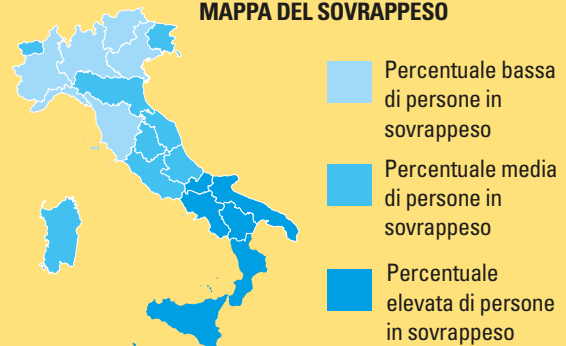 MAPPA DEL SOVRAPPESO
Percentuale bassa
di persone in
sovrappeso
Percentuale media
di persone in
sovrappeso
Percentuale
elevata di persone
in sovrappeso